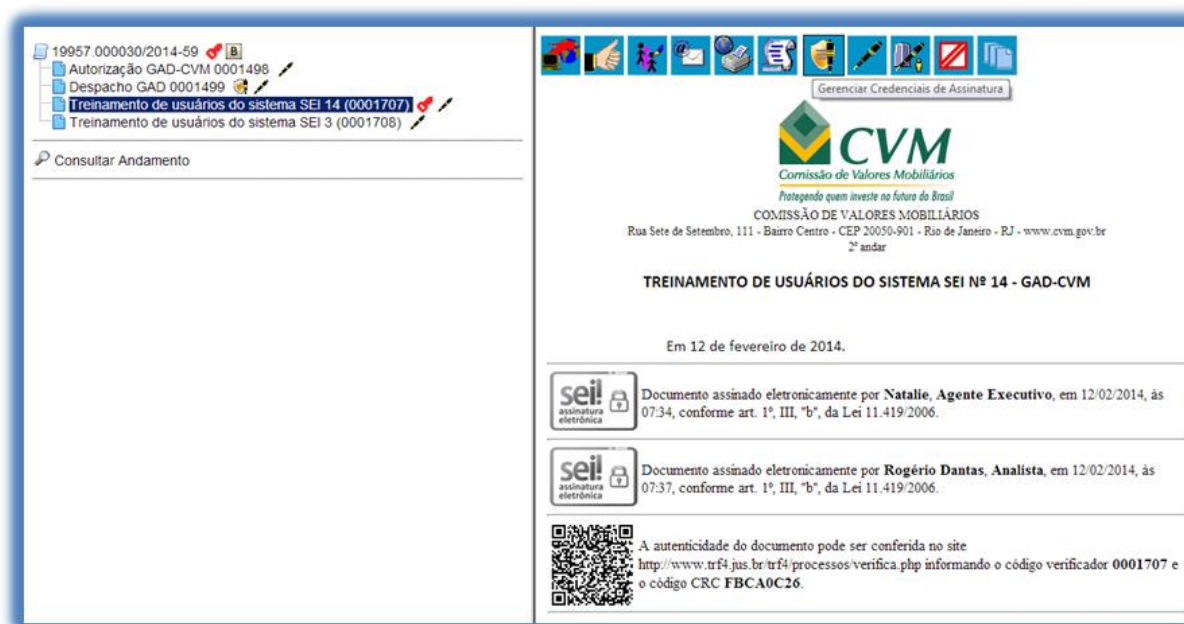 19957.000030/2014-59 B
Autorização GAD-CVM 0001498
Despacho GAD 0001499
Treinamento de usuários do sistema SEI 14 (0001707)
Treinamento de usuários do sistema SEI 3 (0001708)
Consultar Andamento
Gerenciar Credenciais de Assinatura
CVM
Comissão de Valores Mobiliários
Protegendo quem investe no futuro do Brasil
COMISSÃO DE VALORES MOBILIÁRIOS
Rua Sete de Setembro, 111 - Bairro Centro - CEP 20050-901 - Rio de Janeiro - RJ - www.cvm.gov.br
2º andar
TREINAMENTO DE USUÁRIOS DO SISTEMA SEI Nº 14 - GAD-CVM
Em 12 de fevereiro de 2014.
sei!
assinatura
eletrônica
Documento assinado eletronicamente por Natalie, Agente Executivo, em 12/02/2014, às
07:34, conforme art. 1º, III, "b", da Lei 11.419/2006.
sei!
assinatura
eletrônica
Documento assinado eletronicamente por Rogério Dantas, Analista, em 12/02/2014, às
07:37, conforme art. 1º, III, "b", da Lei 11.419/2006.
A autenticidade do documento pode ser conferida no site
http://www.trf4.jus.br/trf4/processos/verifica.php informando o código verificador 0001707 e
o código CRC FBCA0C26.